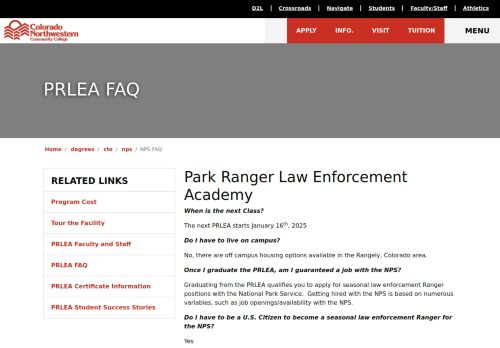 D2L | Crossroads | Navigate | Students | Faculty/Staff | Athletics
Colorado
Northwestern
Community College
APPLY INFO. VISIT TUITION MENU
PRLEA FAQ
Home / degrees / cte / nps / NPS FAQ
RELATED LINKS
Program Cost
Tour the Facility
PRLEA Faculty and Staff
PRLEA FAQ
PRLEA Certificate Information
PRLEA Student Success Stories
Park Ranger Law Enforcement
Academy
When is the next Class?
The next PRLEA starts January 16th, 2025
Do I have to live on campus?
No, there are off campus housing options available in the Rangely, Colorado area.
Once I graduate the PRLEA, am I guaranteed a job with the NPS?
Graduating from the PRLEA qualifies you to apply for seasonal law enforcement Ranger
positions with the National Park Service. Getting hired with the NPS is based on numerous
variables, such as job openings/availability with the NPS.
Do I have to be a U.S. Citizen to become a seasonal law enforcement Ranger for
the NPS?
Yes